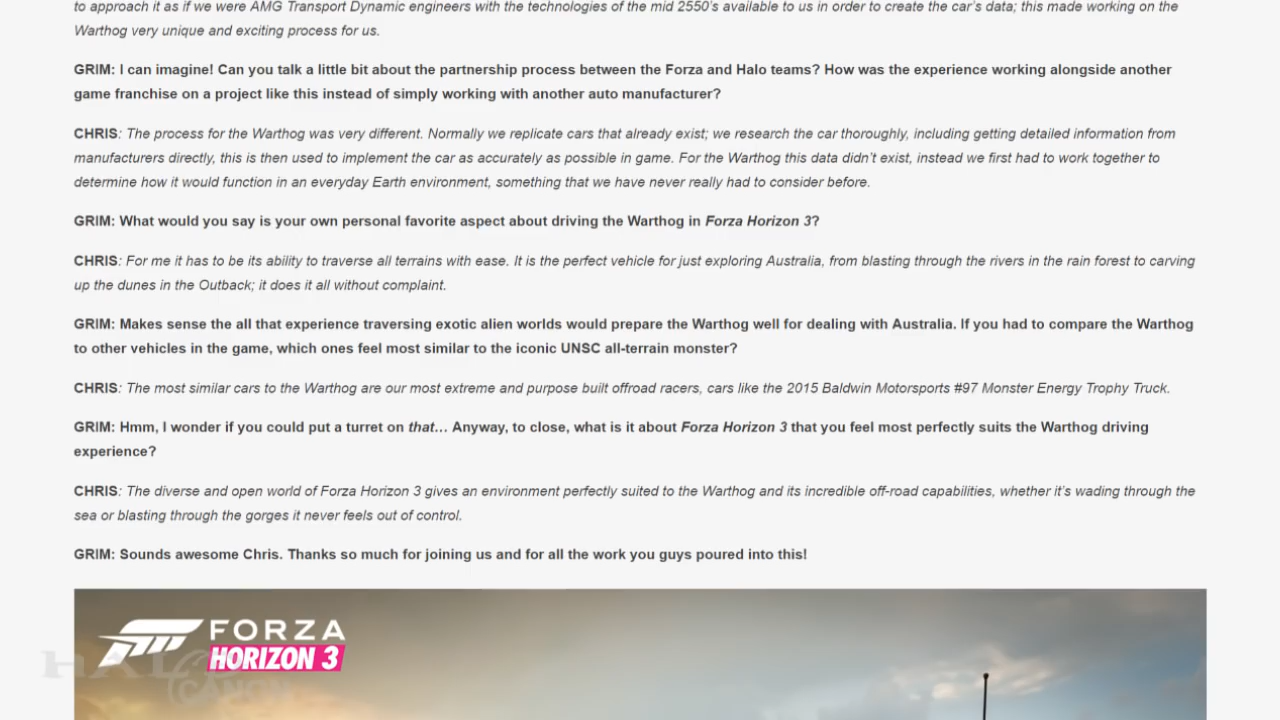 to approach it as if we were AMG Transport Dynamic engineers with the technologies of the mid 2550's available to us in order to create the car's data; this made working on the
Warthog very unique and exciting process for us.
GRIM: I can imagine! Can you talk a little bit about the partnership process between the Forza and Halo teams? How was the experience working alongside another
game franchise on a project like this instead of simply working with another auto manufacturer?
CHRIS: The process for the Warthog was very different. Normally we replicate cars that already exist; we research the car thoroughly, including getting detailed information from
manufacturers directly, this is then used to implement the car as accurately as possible in game. For the Warthog this data didn't exist, instead we first had to work together to
determine how it would function in an everyday Earth environment, something that we have never really had to consider before.
GRIM: What would you say is your own personal favorite aspect about driving the Warthog in Forza Horizon 3?
CHRIS: For me it has to be its ability to traverse all terrains with ease. It is the perfect vehicle for just exploring Australia, from blasting through the rivers in the rain forest to carving
up the dunes in the Outback; it does it all without complaint.
GRIM: Makes sense the all that experience traversing exotic alien worlds would prepare the Warthog well for dealing with Australia. If you had to compare the Warthog
to other vehicles in the game, which ones feel most similar to the iconic UNSC all-terrain monster?
CHRIS: The most similar cars to the Warthog are our most extreme and purpose built offroad racers, cars like the 2015 Baldwin Motorsports #97 Monster Energy Trophy Truck.
GRIM: Hmm, I wonder if you could put a turret on that… Anyway, to close, what is it about Forza Horizon 3 that you feel most perfectly suits the Warthog driving
experience?
CHRIS: The diverse and open world of Forza Horizon 3 gives an environment perfectly suited to the Warthog and its incredible off-road capabilities, whether it's wading through the
sea or blasting through the gorges it never feels out of control.
GRIM: Sounds awesome Chris. Thanks so much for joining us and for all the work you guys poured into this!
FORZA
HORIZON 3
HALO
CANON